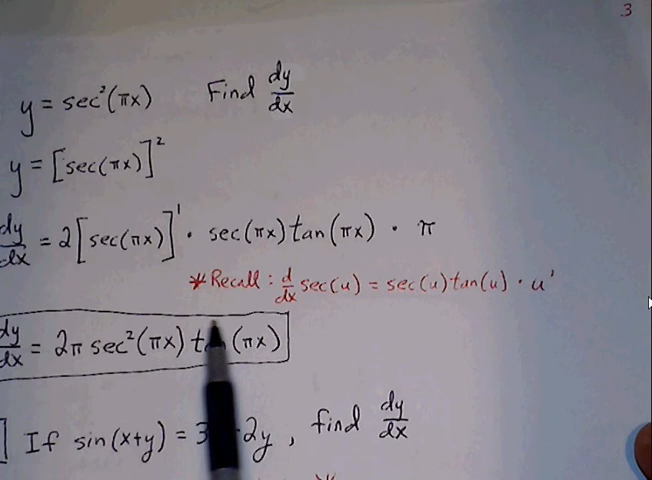 3
y = sec²(πx) Find dy/dx
y = [sec(πx)]²
dy/dx = 2[sec(πx)]¹ · sec(πx)tan(πx) · π
*Recall: d/dx sec(u) = sec(u)tan(u) · u'
dy/dx = 2π sec²(πx) (πx)
] If sin(x+y) = 3 2y, find dy/dx